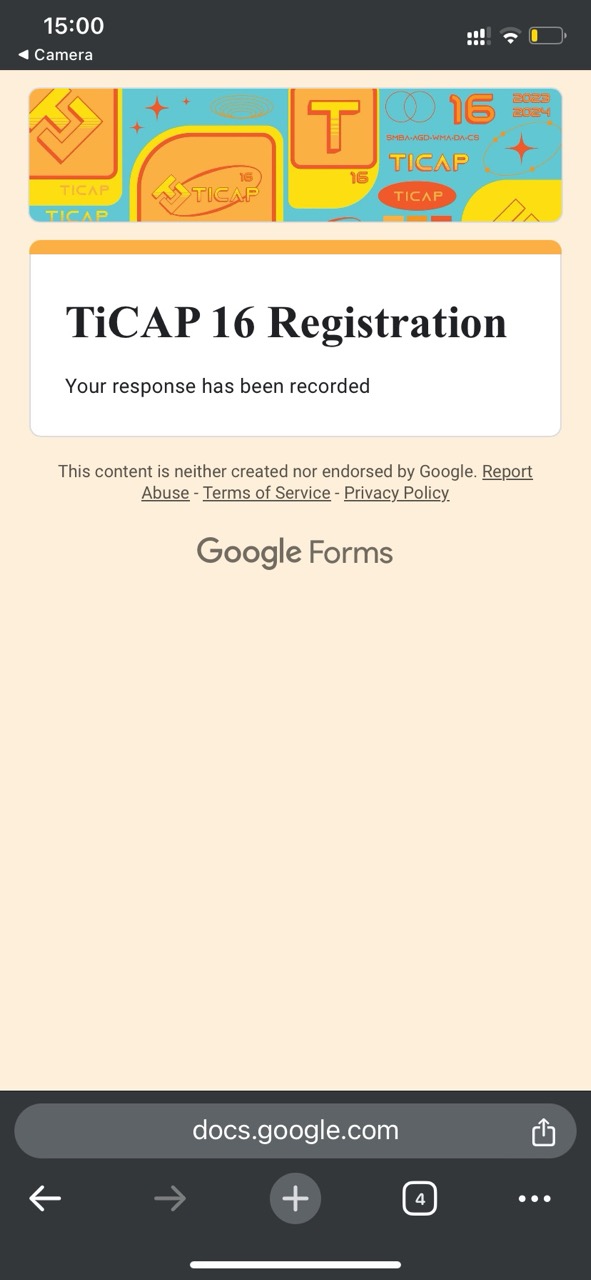 15:00
◀ Camera
TICAP
TICAP
16
TICAP
T
16
16
2023
2024
SMBA-AGD-WMA-DA-CS
TICAP
TICAP
TiCAP 16 Registration
Your response has been recorded
This content is neither created nor endorsed by Google. Report
Abuse - Terms of Service - Privacy Policy
Google Forms
docs.google.com
4